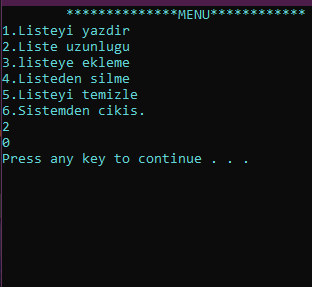 **************MENU************
1.Listeyi yazdir
2.Liste uzunlugu
3.listeye ekleme
4.Listeden silme
5.Listeyi temizle
6.Sistemden cikis.
2
0
Press any key to continue . . .